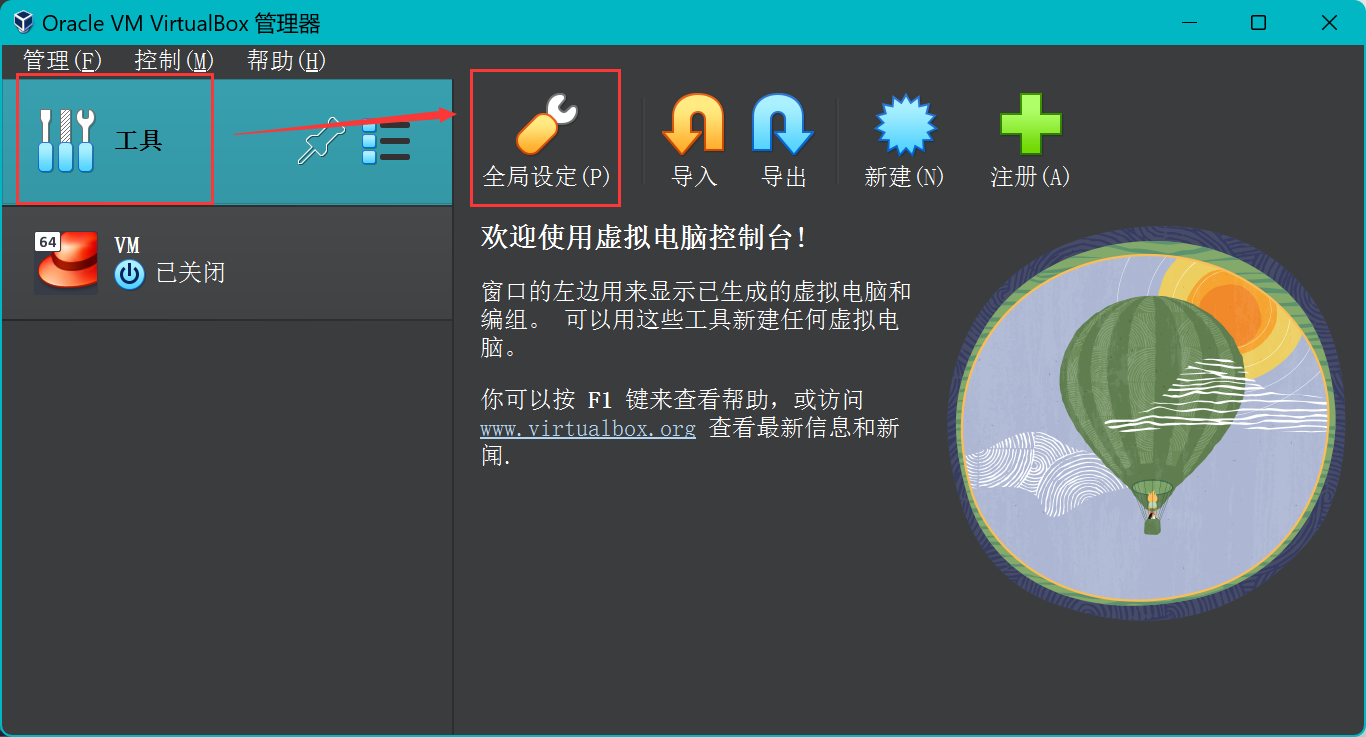 Oracle VM VirtualBox 管理器
管理(F) 控制(M) 帮助(H)
工具
全局设定(P) 导入 导出 新建(N) 注册(A)
64
VM
已关闭
欢迎使用虚拟电脑控制台!
窗口的左边用来显示已生成的虚拟电脑和
编组。 可以用这些工具新建任何虚拟电
脑。
你可以按 F1 键来查看帮助，或访问
www.virtualbox.org 查看最新信息和新
闻.